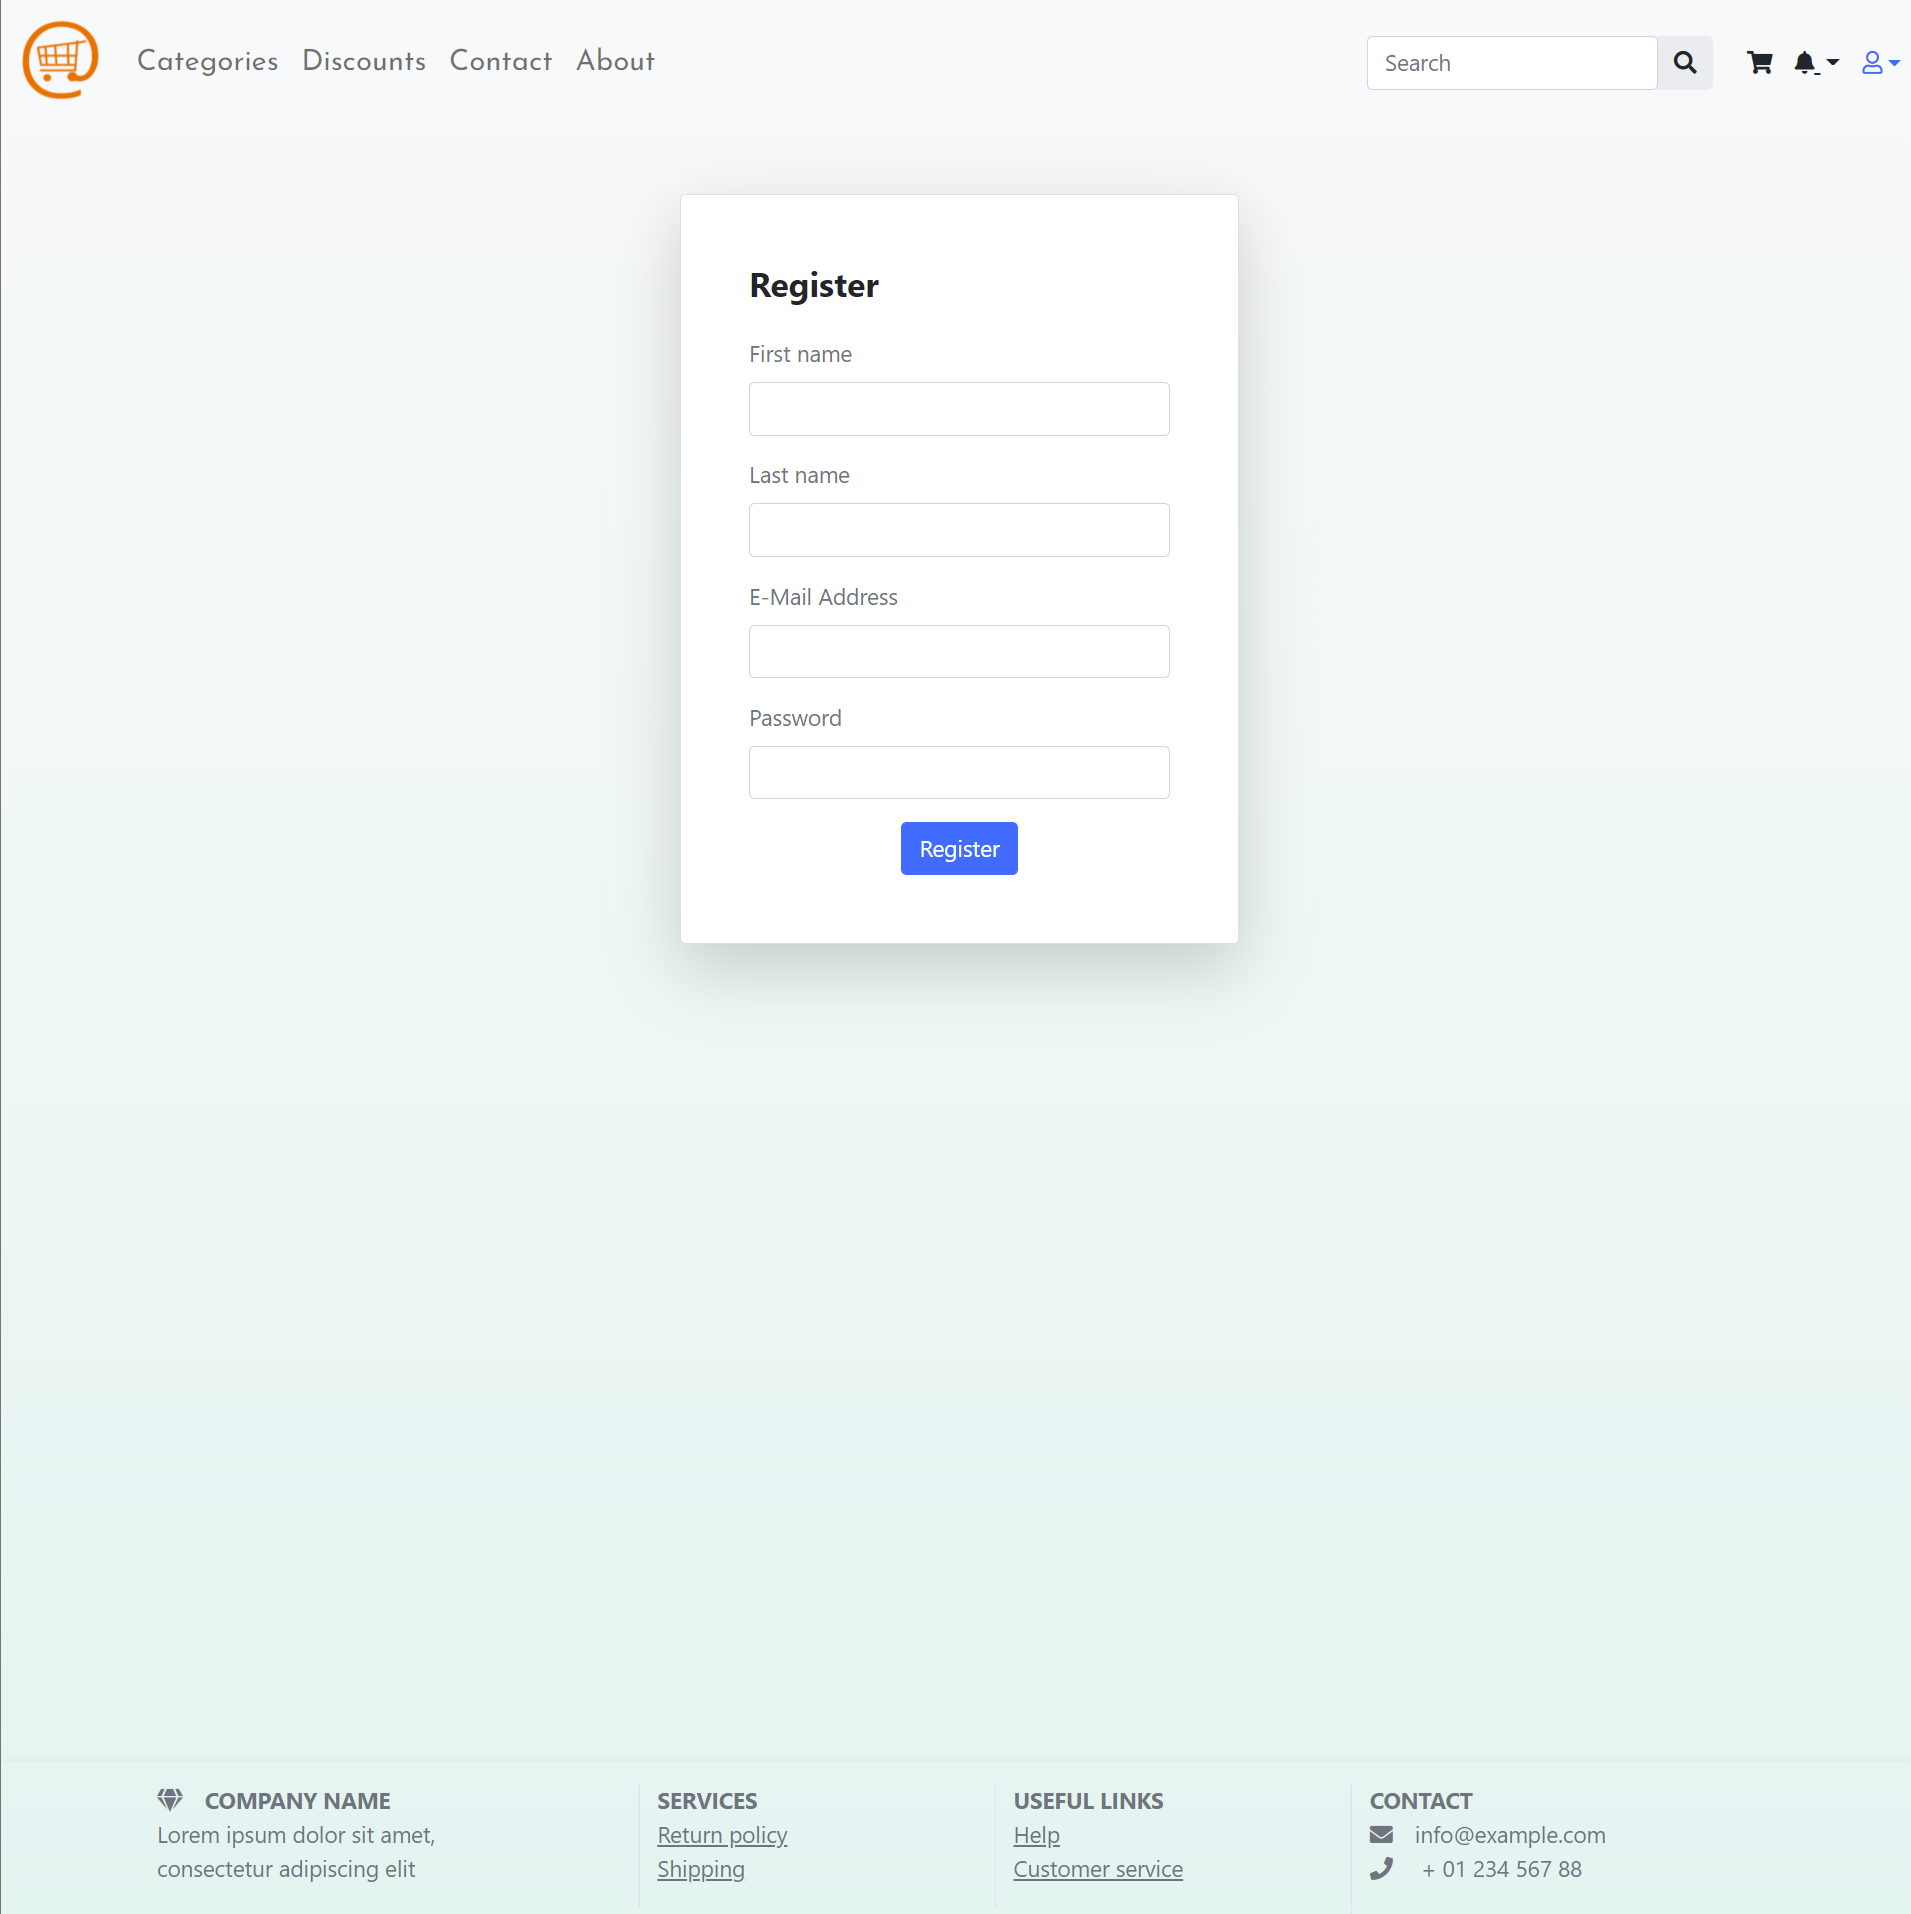 Categories Discounts Contact About
Search
Register
First name
Last name
E-Mail Address
Password
Register
COMPANY NAME
Lorem ipsum dolor sit amet,
consectetur adipiscing elit
SERVICES
Return policy
Shipping
USEFUL LINKS
Help
Customer service
CONTACT
info@example.com
+ 01 234 567 88